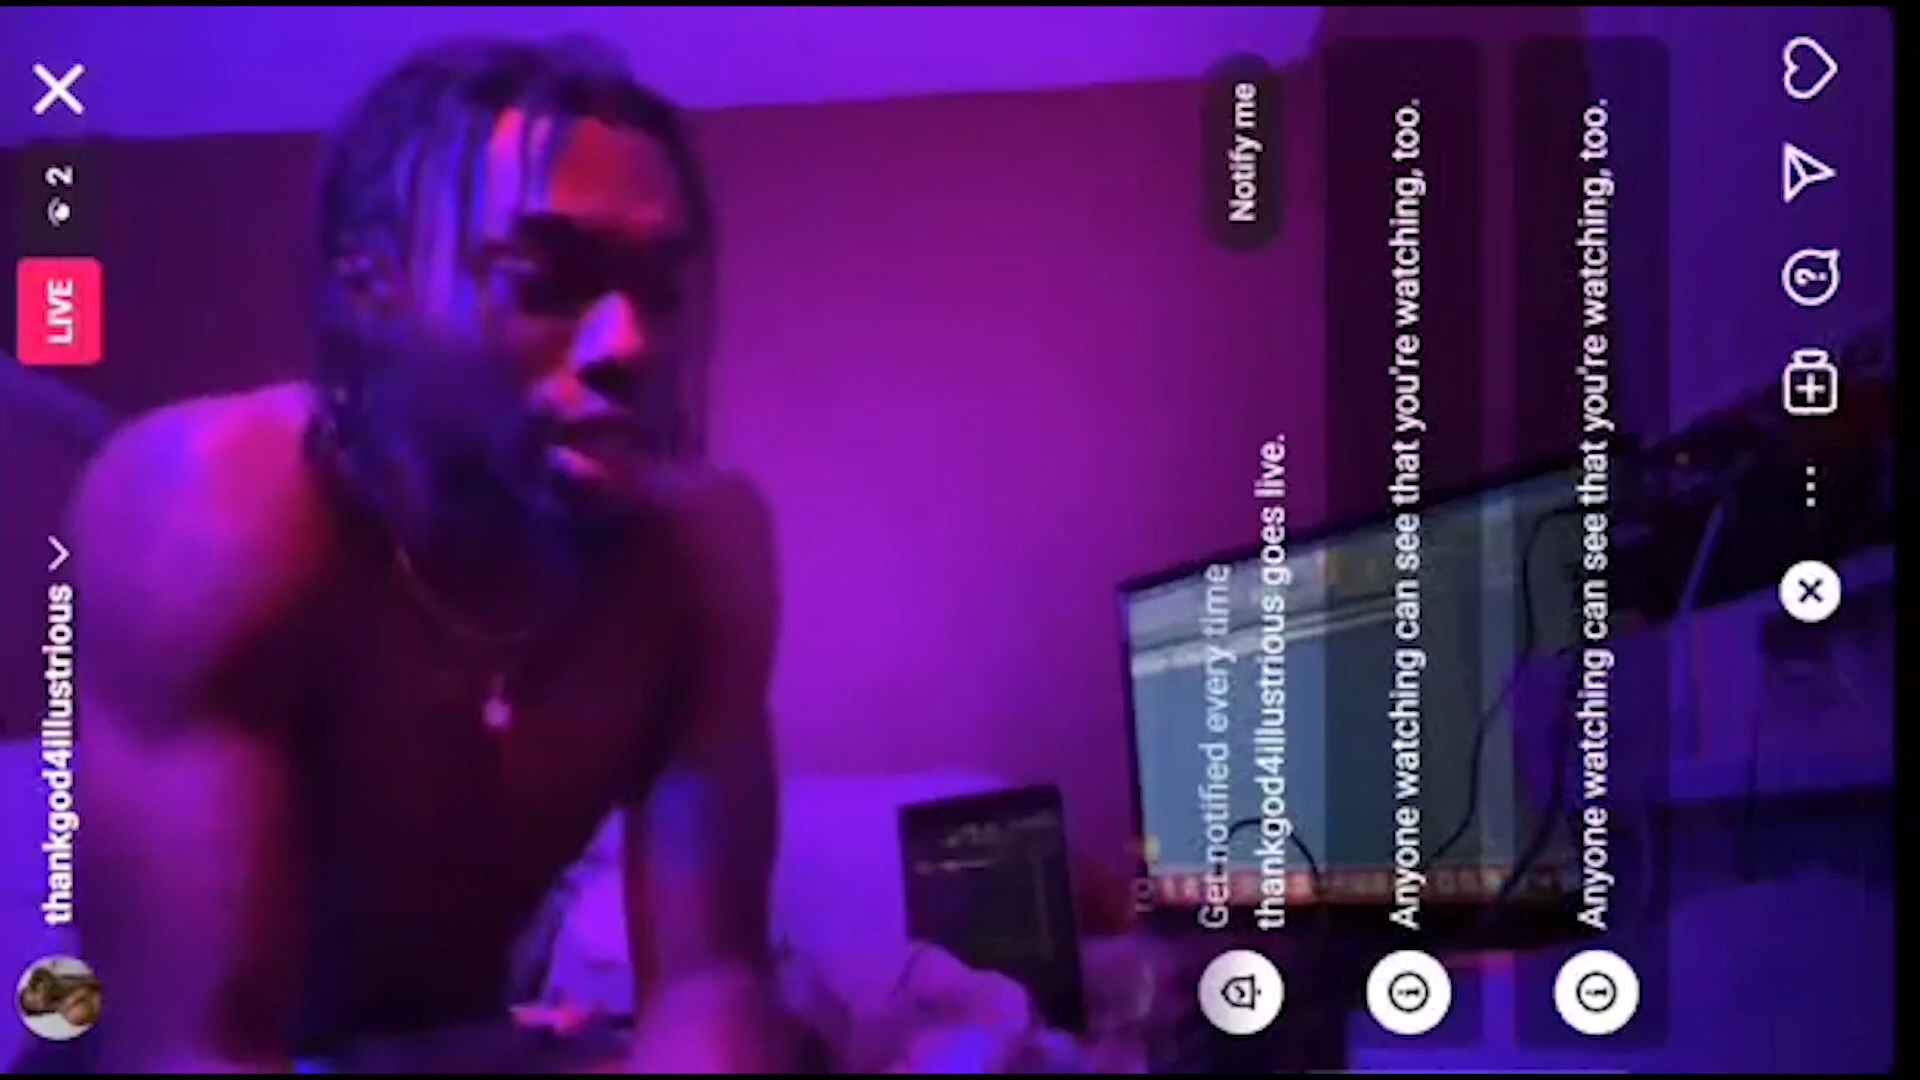 thankgod4illustrious
LIVE
2
Get notified every time
thankgod4illustrious goes live.
Notify me
Anyone watching can see that you're watching, too.
Anyone watching can see that you're watching, too.